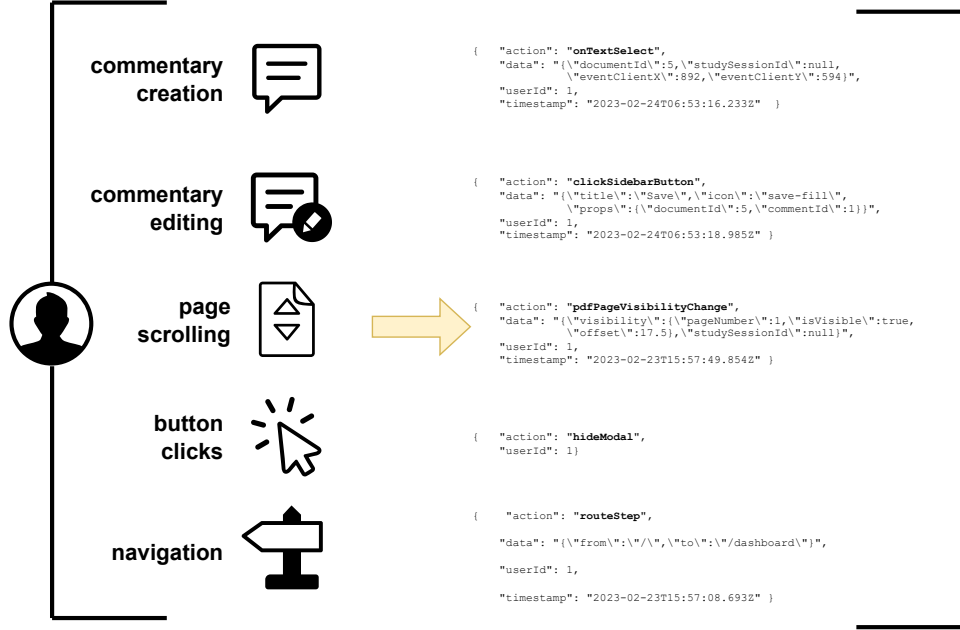 commentary
creation
{   "action": "onTextSelect",
"data": "{\"documentId\":5,\"studySessionId\":null,
\"eventClientX\":892,\"eventClientY\":594}",
"userId": 1,
"timestamp": "2023-02-24T06:53:16.233Z"  }
commentary
editing
{   "action": "clickSidebarButton",
"data": "{\"title\":\"Save\",\"icon\":\"save-fill\",
\"props\":{\"documentId\":5,\"commentId\":1}}",
"userId": 1,
"timestamp": "2023-02-24T06:53:18.985Z" }
page
scrolling
{   "action": "pdfPageVisibilityChange",
"data": "{\"visibility\":{\"pageNumber\":1,\"isVisible\":true,
\"offset\":17.5},\"studySessionId\":null}",
"userId": 1,
"timestamp": "2023-02-23T15:57:49.854Z" }
button
clicks
{   "action": "hideModal",
"userId": 1}
navigation
{    "action": "routeStep",
"data": "{\"from\":\"/\",\"to\":\"/dashboard\"}",
"userId": 1,
"timestamp": "2023-02-23T15:57:08.693Z" }